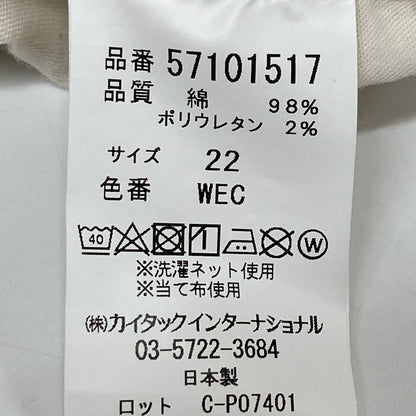 品番 57101517
品質 綿 98%
ポリウレタン 2%
サイズ 22
色番 WEC
40 W
※洗濯ネット使用
※当て布使用
㈱カイタックインターナショナル
03-5722-3684
日本製
ロット C-P07401